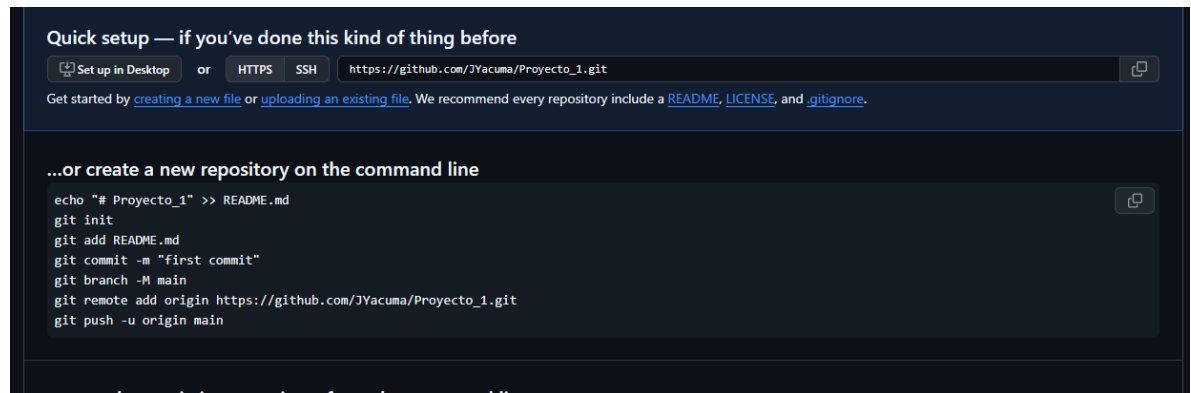 Quick setup — if you’ve done this kind of thing before
Set up in Desktop or HTTPS SSH https://github.com/JYacuma/Proyecto_1.git
Get started by creating a new file or uploading an existing file. We recommend every repository include a README, LICENSE, and .gitignore.
...or create a new repository on the command line
echo "# Proyecto_1" >> README.md
git init
git add README.md
git commit -m "first commit"
git branch -M main
git remote add origin https://github.com/JYacuma/Proyecto_1.git
git push -u origin main